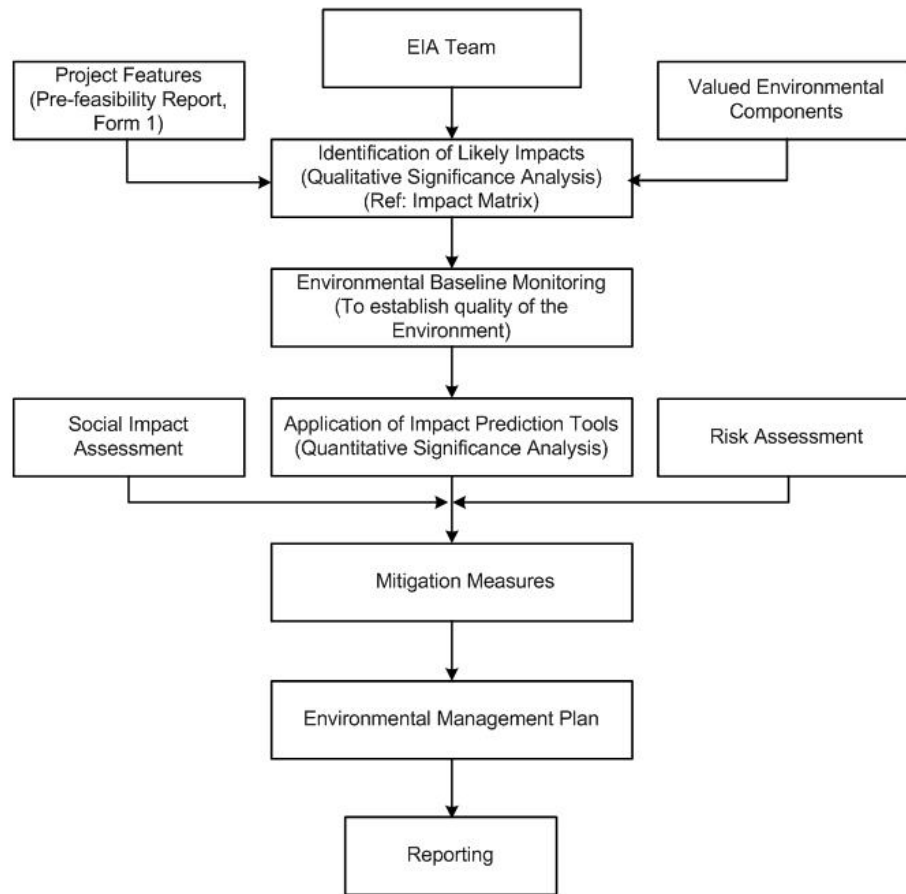 EIA Team
Project Features
(Pre-feasibility Report,
Form 1)
Valued Environmental
Components
Identification of Likely Impacts
(Qualitative Significance Analysis)
(Ref: Impact Matrix)
Environmental Baseline Monitoring
(To establish quality of the
Environment)
Social Impact
Assessment
Application of Impact Prediction Tools
(Quantitative Significance Analysis)
Risk Assessment
Mitigation Measures
Environmental Management Plan
Reporting